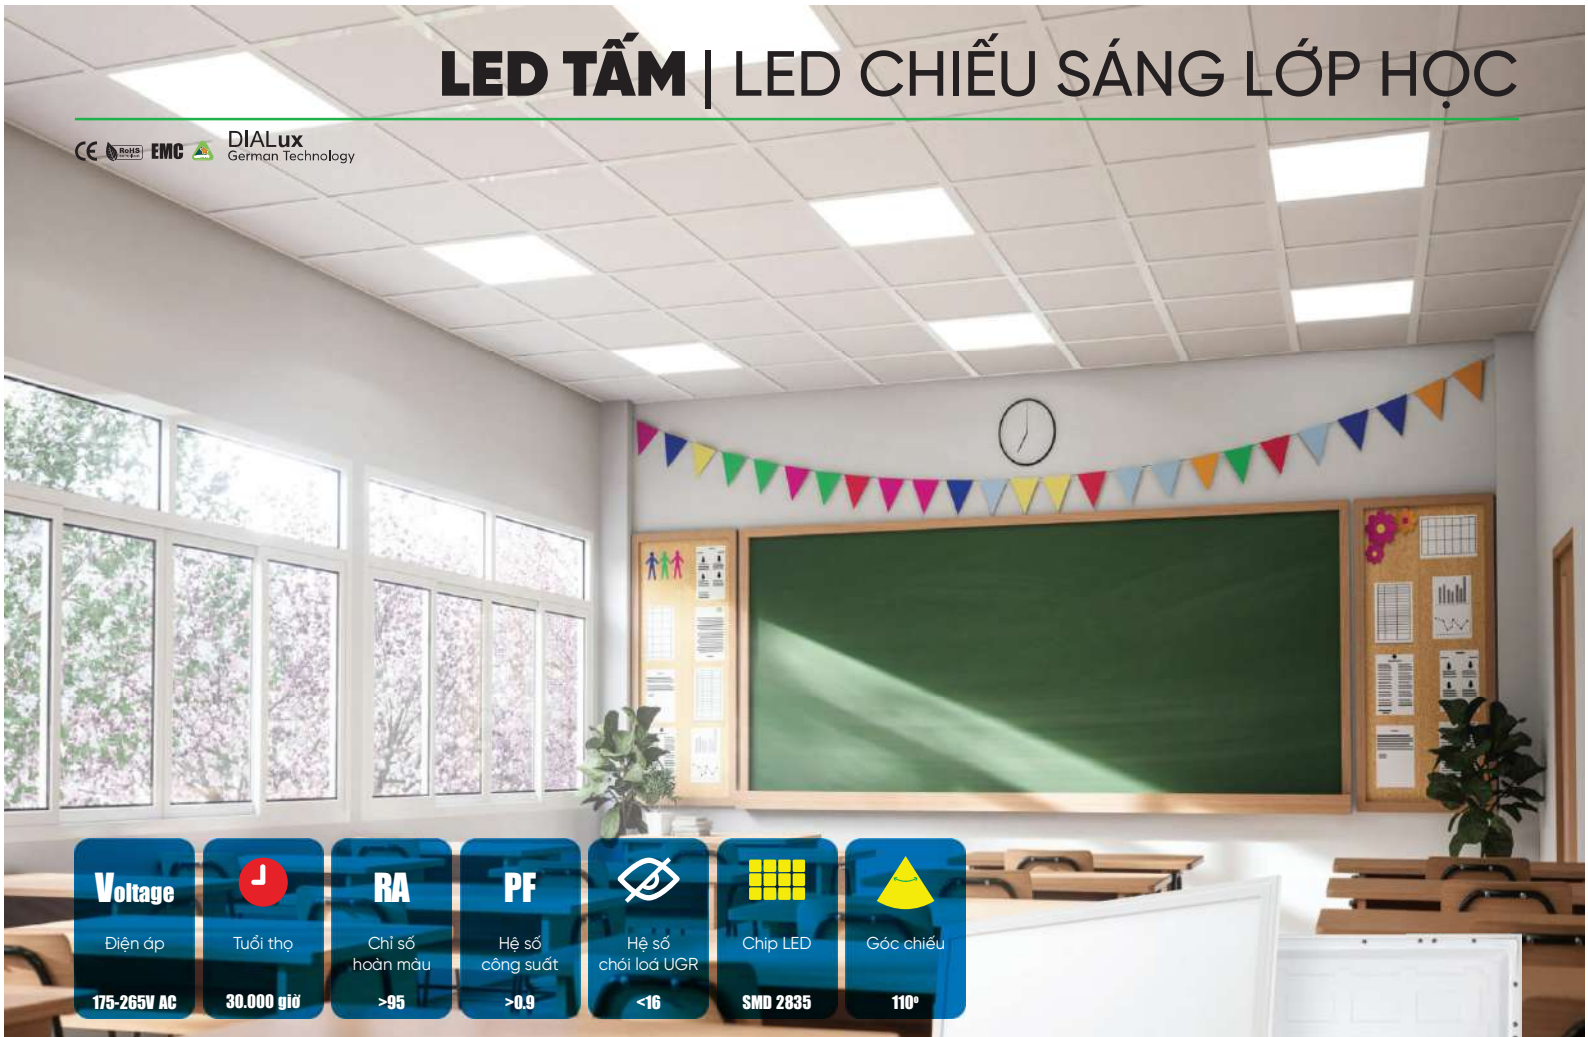 LED TẤM | LED CHIẾU SÁNG LỚP HỌC
CE RoHS EMC DIALux
German Technology
Voltage
Điện áp
175-265V AC
Tuổi thọ
30.000 giờ
RA
Chỉ số
hoàn màu
>95
PF
Hệ số
công suất
>0.9
Hệ số
chói loá UGR
<16
Chip LED
SMD 2835
Góc chiếu
110º